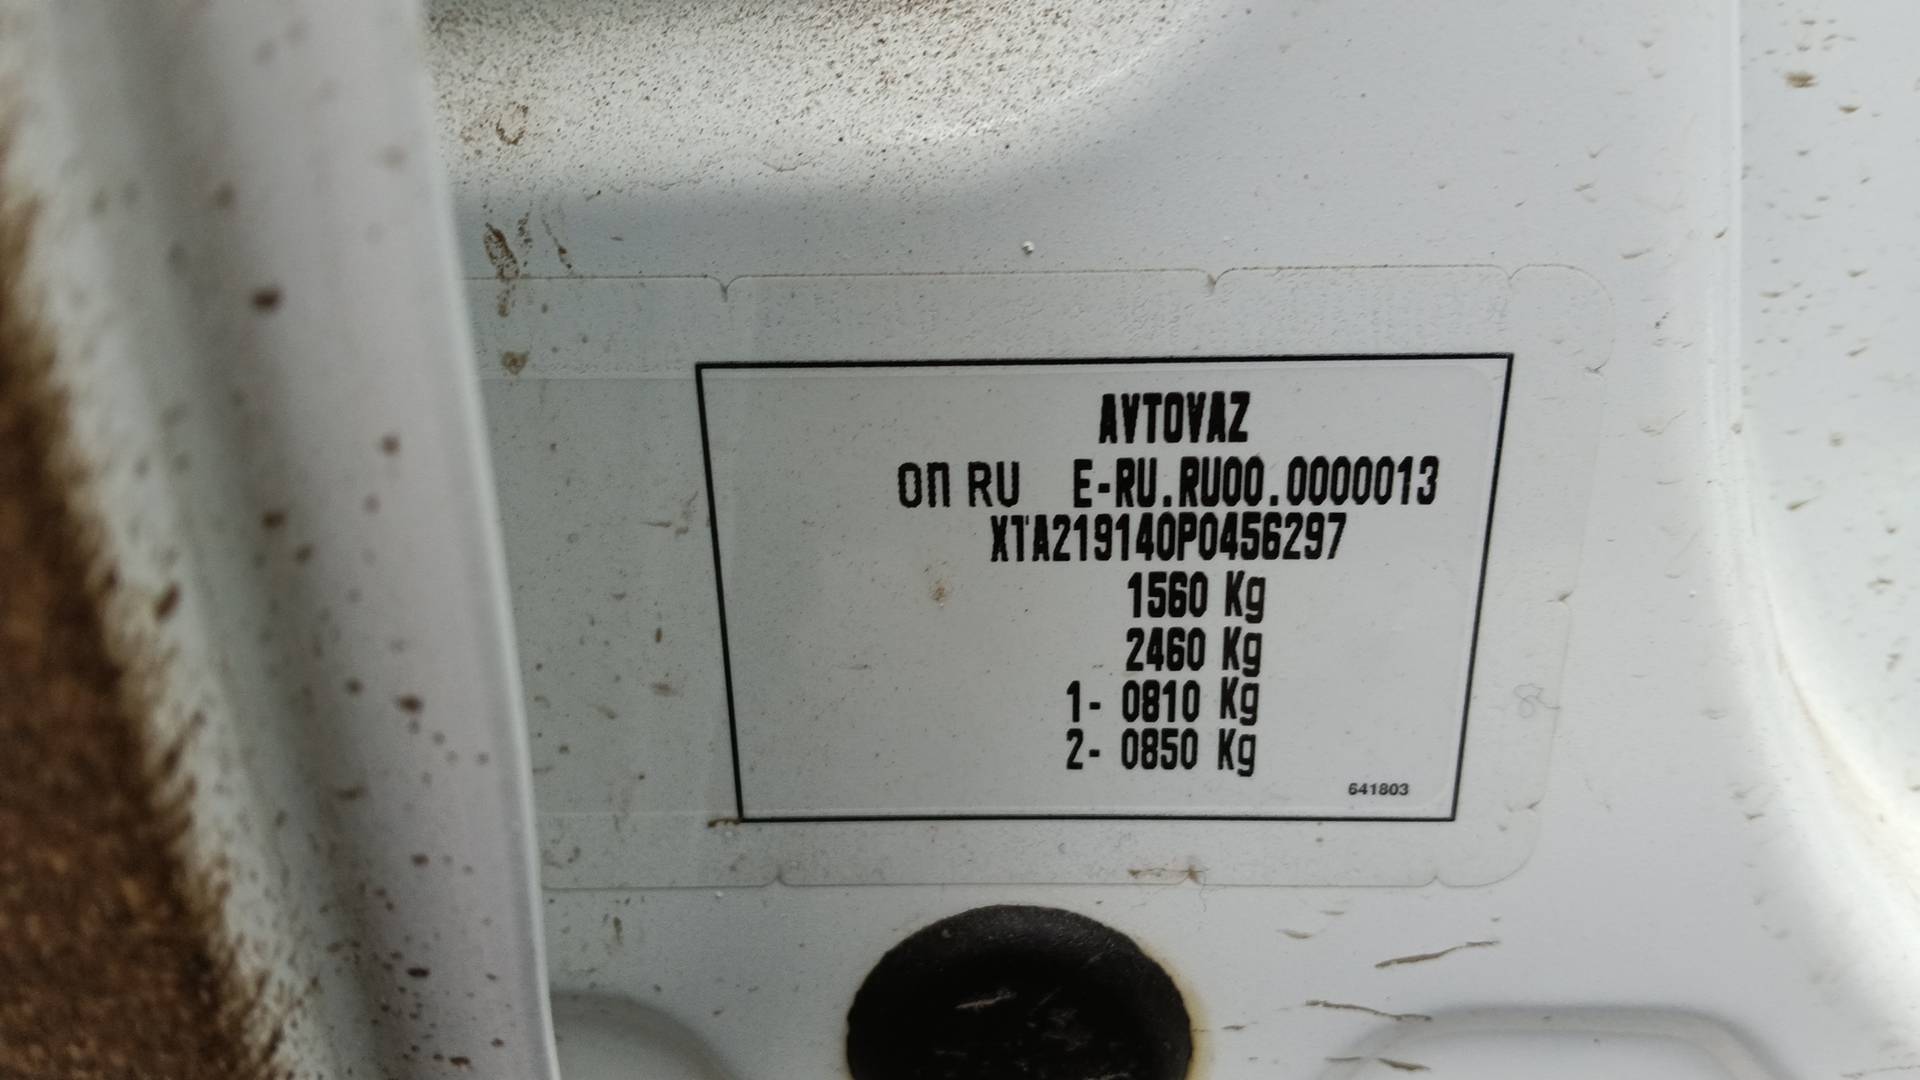 AVTOVAZ
ОП RU E-RU.RU00.0000013
XTA219140P0456297
1560 Kg
2460 Kg
1- 0810 Kg
2- 0850 Kg
641803